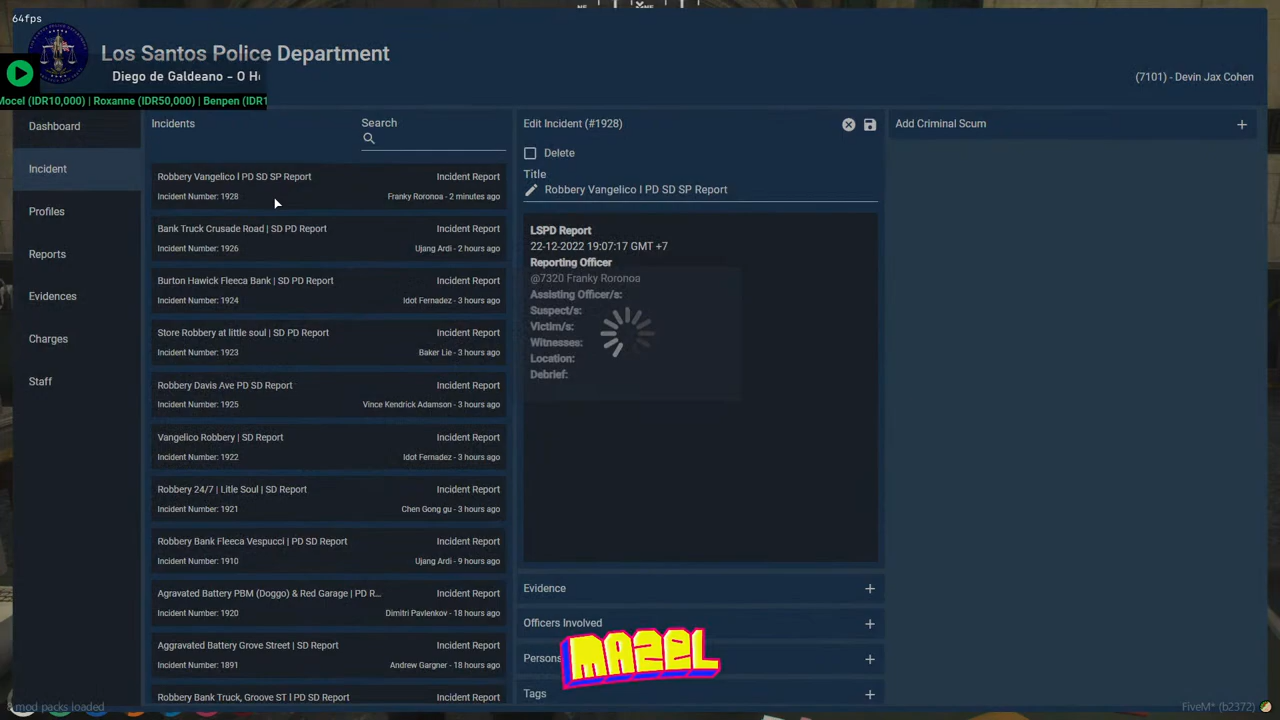 64fps
Los Santos Police Department
Diego de Galdeano - O He
(7101) - Devin Jax Cohen
Mocel (IDR10,000) | Roxanne (IDR50,000) | Benpen (IDR1
Dashboard
Incident
Profiles
Reports
Evidences
Charges
Staff
Incidents
Search
Robbery Vangelico l PD SD SP Report
Incident Report
Incident Number: 1928
Franky Roronoa - 2 minutes ago
Bank Truck Crusade Road | SD PD Report
Incident Report
Incident Number: 1926
Ujang Ardi - 2 hours ago
Burton Hawick Fleeca Bank | SD PD Report
Incident Report
Incident Number: 1924
Idot Fernadez - 3 hours ago
Store Robbery at little soul | SD PD Report
Incident Report
Incident Number: 1923
Baker Lie - 3 hours ago
Robbery Davis Ave PD SD Report
Incident Report
Incident Number: 1925
Vince Kendrick Adamson - 3 hours ago
Vangelico Robbery | SD Report
Incident Report
Incident Number: 1922
Idot Fernadez - 3 hours ago
Robbery 24/7 | Litle Soul | SD Report
Incident Report
Incident Number: 1921
Chen Gong gu - 3 hours ago
Robbery Bank Fleeca Vespucci | PD SD Report
Incident Report
Incident Number: 1910
Ujang Ardi - 9 hours ago
Agravated Battery PBM (Doggo) & Red Garage | PD R...
Incident Report
Incident Number: 1920
Dimitri Pavlenkov - 18 hours ago
Aggravated Battery Grove Street | SD Report
Incident Report
Incident Number: 1891
Andrew Gargner - 18 hours ago
Robbery Bank Truck, Groove ST l PD SD Report
Incident Report
Edit Incident (#1928)
Delete
Title
Robbery Vangelico l PD SD SP Report
LSPD Report
22-12-2022 19:07:17 GMT +7
Reporting Officer
@7320 Franky Roronoa
Assisting Officer/s:
Suspect/s:
Victim/s:
Witnesses:
Location:
Debrief:
Evidence
Officers Involved
Persons
Tags
MAZEL
Add Criminal Scum
mod packs loaded
FiveM* (b2372)